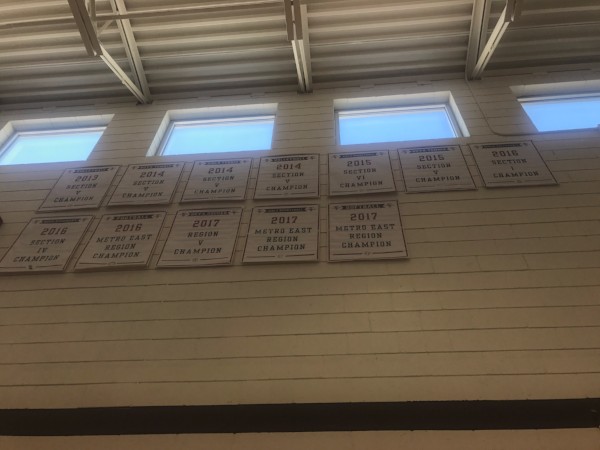 2013
SECTION
V
CHAMPION
2014
SECTION
V
CHAMPION
2014
SECTION
V
CHAMPION
2014
SECTION
V
CHAMPION
2015
SECTION
VI
CHAMPION
2015
SECTION
V
CHAMPION
2016
SECTION
I
CHAMPION
2016
SECTION
IV
CHAMPION
2016
METRO EAST
REGION
CHAMPION
2017
REGION
V
CHAMPION
2017
METRO EAST
REGION
CHAMPION
2017
METRO EAST
REGION
CHAMPION